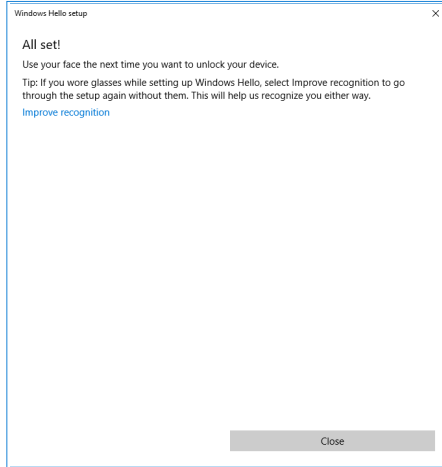 Windows Hello setup
All set!
Use your face the next time you want to unlock your device.
Tip: If you wore glasses while setting up Windows Hello, select Improve recognition to go
through the setup again without them. This will help us recognize you either way.
Improve recognition
Close